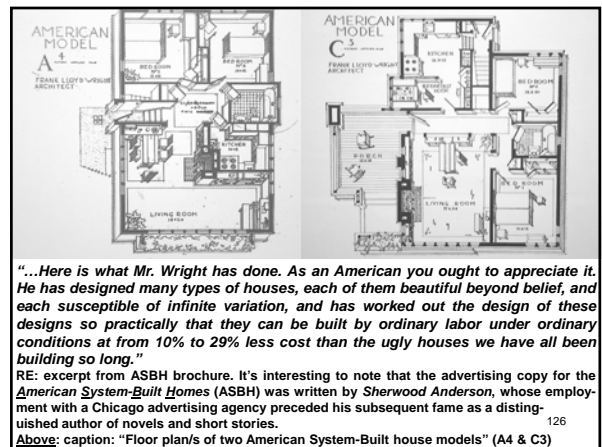 AMERICAN
MODEL
A4
FRANK LLOYD WRIGHT
ARCHITECT
BED ROOM
Nº2
BED ROOM
Nº1
KITCHEN
LIVING ROOM
AMERICAN
MODEL
C3
FRANK LLOYD WRIGHT
ARCHITECT
KITCHEN
BREAKFAST
NOOK
BED ROOM
PORCH
LIVING ROOM
BED ROOM
“…Here is what Mr. Wright has done. As an American you ought to appreciate it.
He has designed many types of houses, each of them beautiful beyond belief, and
each susceptible of infinite variation, and has worked out the design of these
designs so practically that they can be built by ordinary labor under ordinary
conditions at from 10% to 29% less cost than the ugly houses we have all been
building so long.”
RE: excerpt from ASBH brochure. It’s interesting to note that the advertising copy for the
American System-Built Homes (ASBH) was written by Sherwood Anderson, whose employ-
ment with a Chicago advertising agency preceded his subsequent fame as a disting-
uished author of novels and short stories.
126
Above: caption: “Floor plan/s of two American System-Built house models” (A4 & C3)